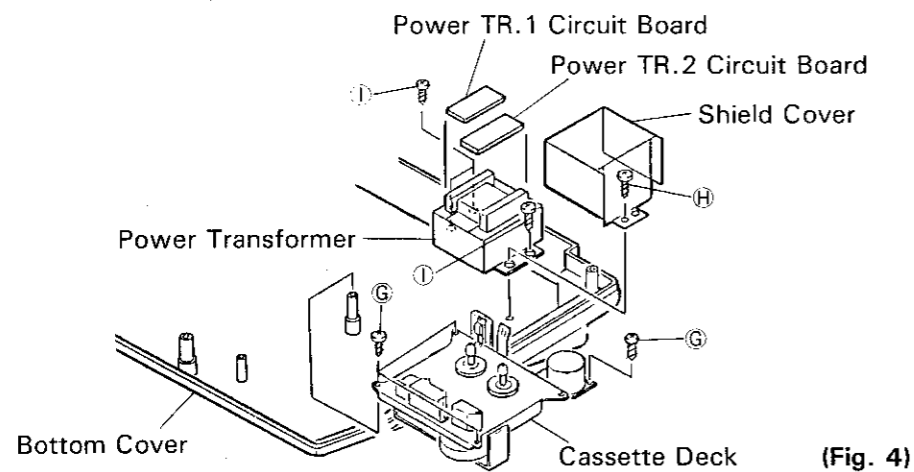 Power TR.1 Circuit Board
Power TR.2 Circuit Board
Ⓘ
Shield Cover
Ⓗ
Power Transformer
Ⓘ
Ⓖ
Ⓖ
Bottom Cover
Cassette Deck
(Fig. 4)